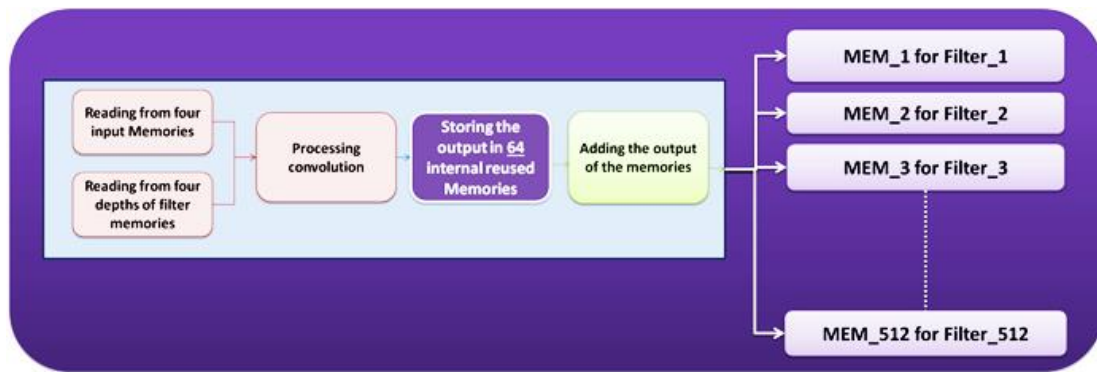 Reading from four
input Memories
Reading from four
depths of filter
memories
Processing
convolution
Storing the
output in 64
internal reused
Memories
Adding the output
of the memories
MEM_1 for Filter_1
MEM_2 for Filter_2
MEM_3 for Filter_3
MEM_512 for Filter_512